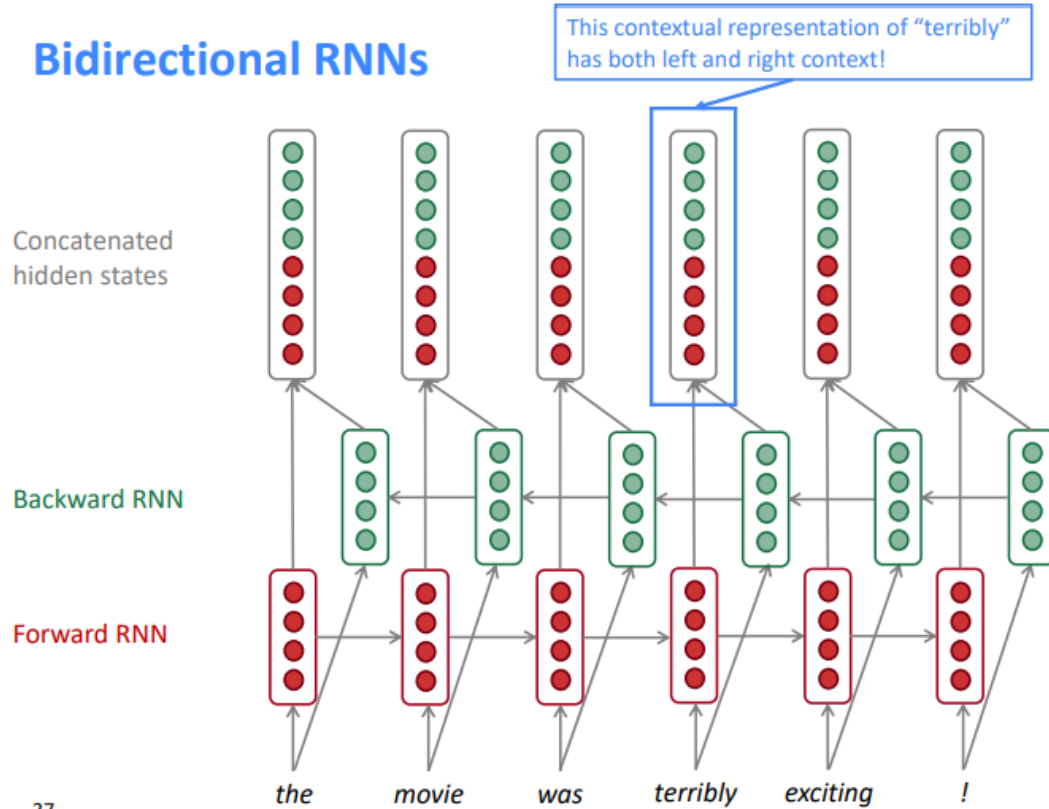 Bidirectional RNNs
This contextual representation of “terribly”
has both left and right context!
Concatenated
hidden states
Backward RNN
Forward RNN
the movie was terribly exciting !